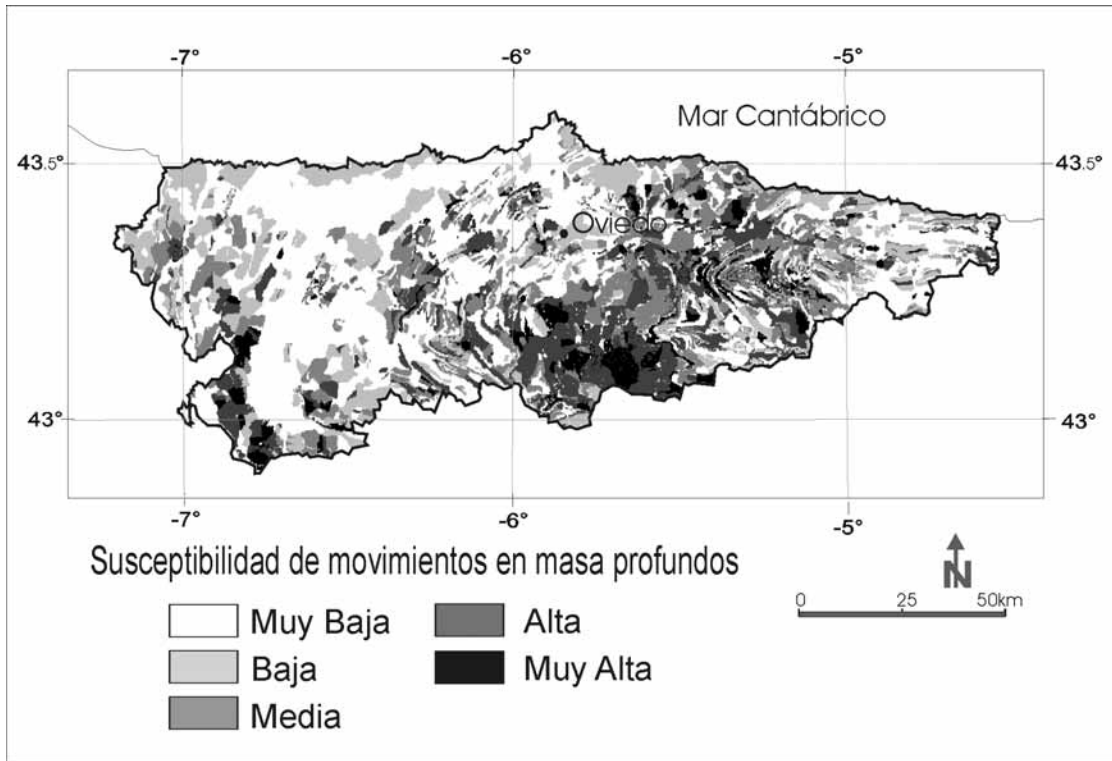 -7° -6° -5°
Mar Cantábrico
43.5° 43.5°
Oviedo
43° 43°
-7° -6° -5°
Susceptibilidad de movimientos en masa profundos
N
0 25 50km
Muy Baja Alta
Baja Muy Alta
Media